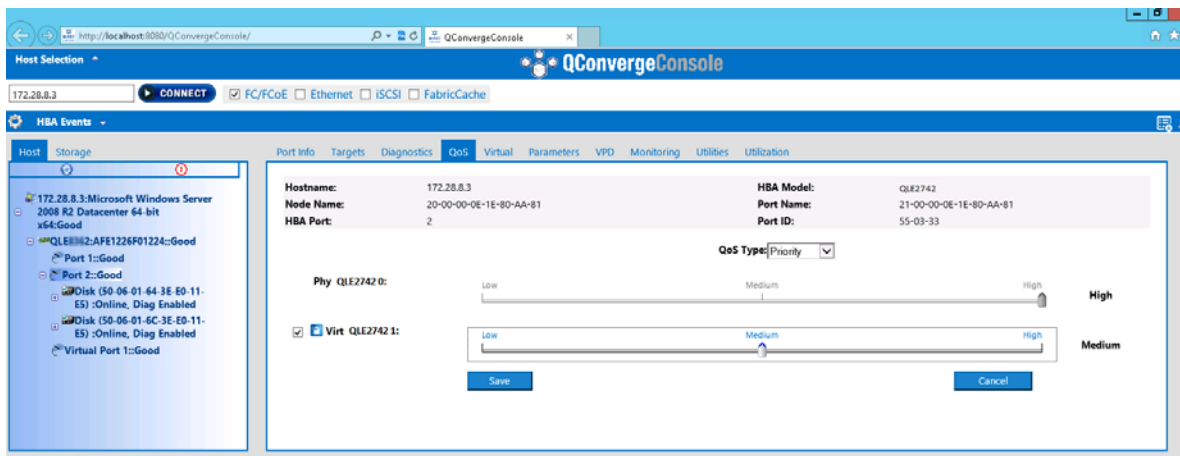 http://localhost:8080/QConvergeConsole/
QConvergeConsole
Host Selection
QConvergeConsole
172.28.8.3
CONNECT
FC/FCoE
Ethernet
iSCSI
FabricCache
HBA Events
Host
Storage
Port Info
Targets
Diagnostics
QoS
Virtual
Parameters
VPD
Monitoring
Utilities
Utilization
172.28.8.3:Microsoft Windows Server
2008 R2 Datacenter 64-bit
x64:Good
2:AFE1226F01224::Good
Port 1::Good
Port 2::Good
Disk (50-06-01-64-3E-E0-11-
E5) :Online, Diag Enabled
Disk (50-06-01-6C-3E-E0-11-
E5) :Online, Diag Enabled
Virtual Port 1::Good
Hostname: 172.28.8.3 HBA Model: QLE2742
Node Name: 20-00-00-0E-1E-80-AA-81 Port Name: 21-00-00-0E-1E-80-AA-81
HBA Port: 2 Port ID: 55-03-33
QoS Type: Priority
Phy QLE2742 0: Low Medium High High
Virt QLE2742 1: Low Medium High Medium
Save Cancel